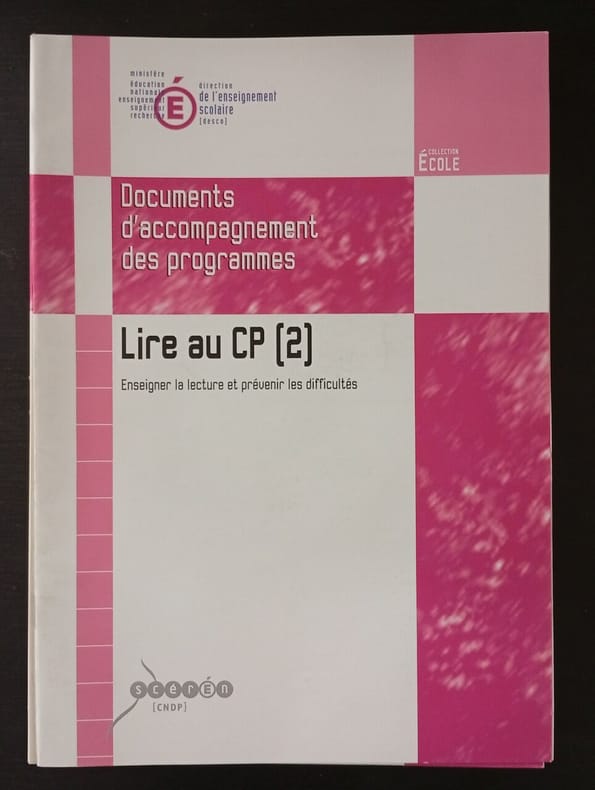 ministère
éducation
nationale
enseignement
supérieur
recherche
É
direction
de l'enseignement
scolaire
[desco]
COLLECTION
ÉCOLE
Documents
d'accompagnement
des programmes
Lire au CP (2)
Enseigner la lecture et prévenir les difficultés
scérén
[CNDP]